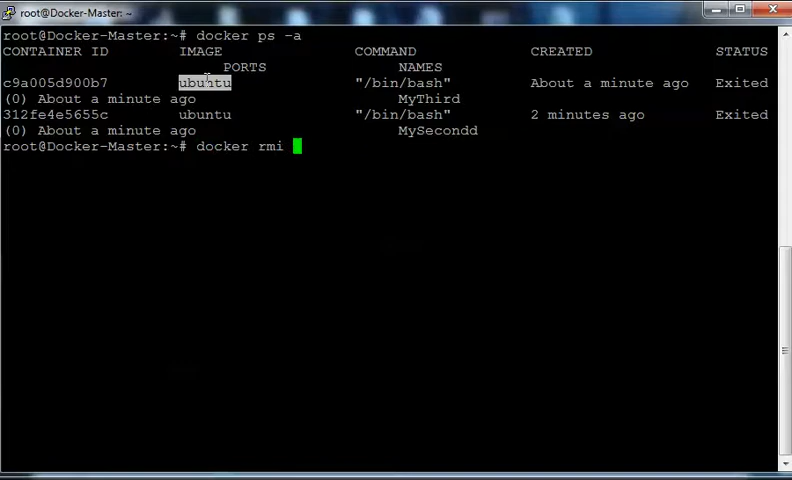 root@Docker-Master: ~
root@Docker-Master:~# docker ps -a
CONTAINER ID IMAGE COMMAND CREATED STATUS
PORTS NAMES
c9a005d900b7 ubuntu "/bin/bash" About a minute ago Exited
(0) About a minute ago MyThird
312fe4e5655c ubuntu "/bin/bash" 2 minutes ago Exited
(0) About a minute ago MySecondd
root@Docker-Master:~# docker rmi